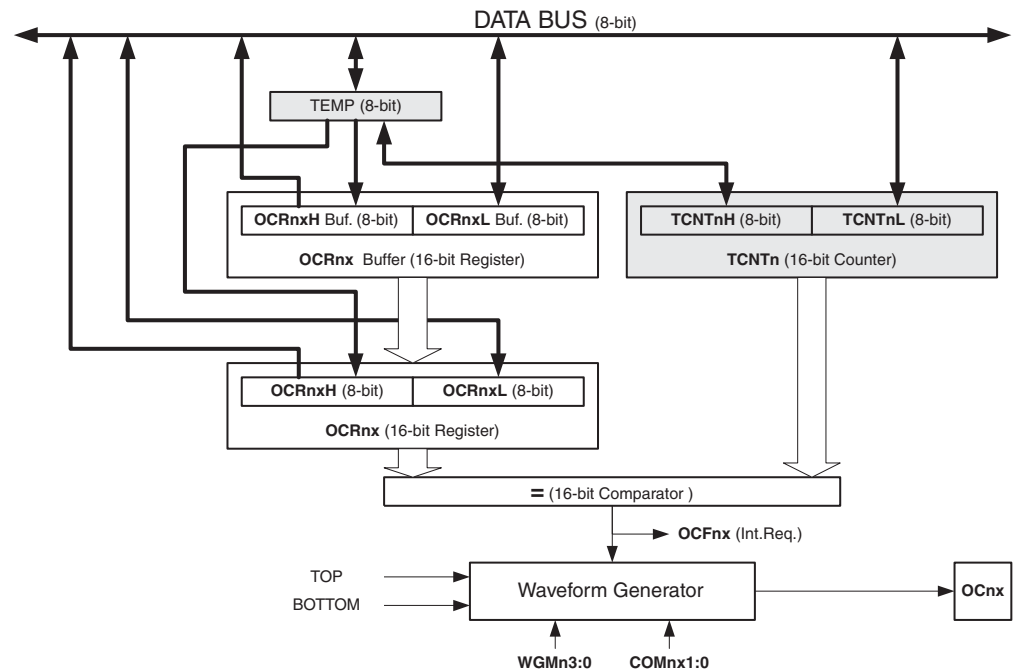 DATA BUS (8-bit)
TEMP (8-bit)
OCRnxH Buf. (8-bit)
OCRnxL Buf. (8-bit)
TCNTnH (8-bit)
TCNTnL (8-bit)
OCRnx Buffer (16-bit Register)
TCNTn (16-bit Counter)
OCRnxH (8-bit)
OCRnxL (8-bit)
OCRnx (16-bit Register)
= (16-bit Comparator )
OCFnx (Int.Req.)
TOP
BOTTOM
Waveform Generator
OCnx
WGMn3:0
COMnx1:0